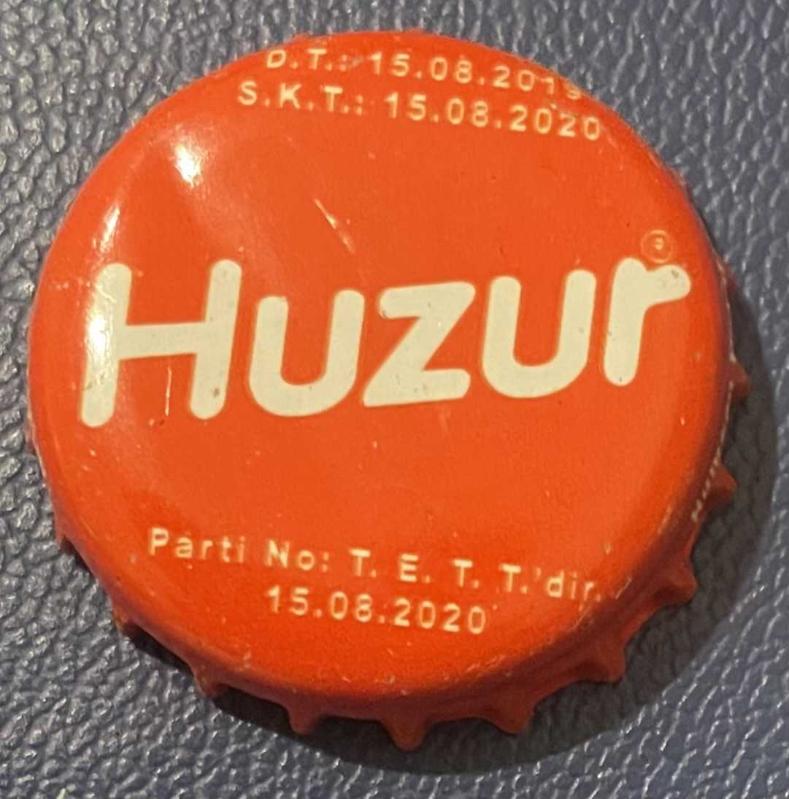 D.T.: 15.08.2019
S.K.T.: 15.08.2020
Huzur®
Parti No: T. E. T. T.'dir.
15.08.2020